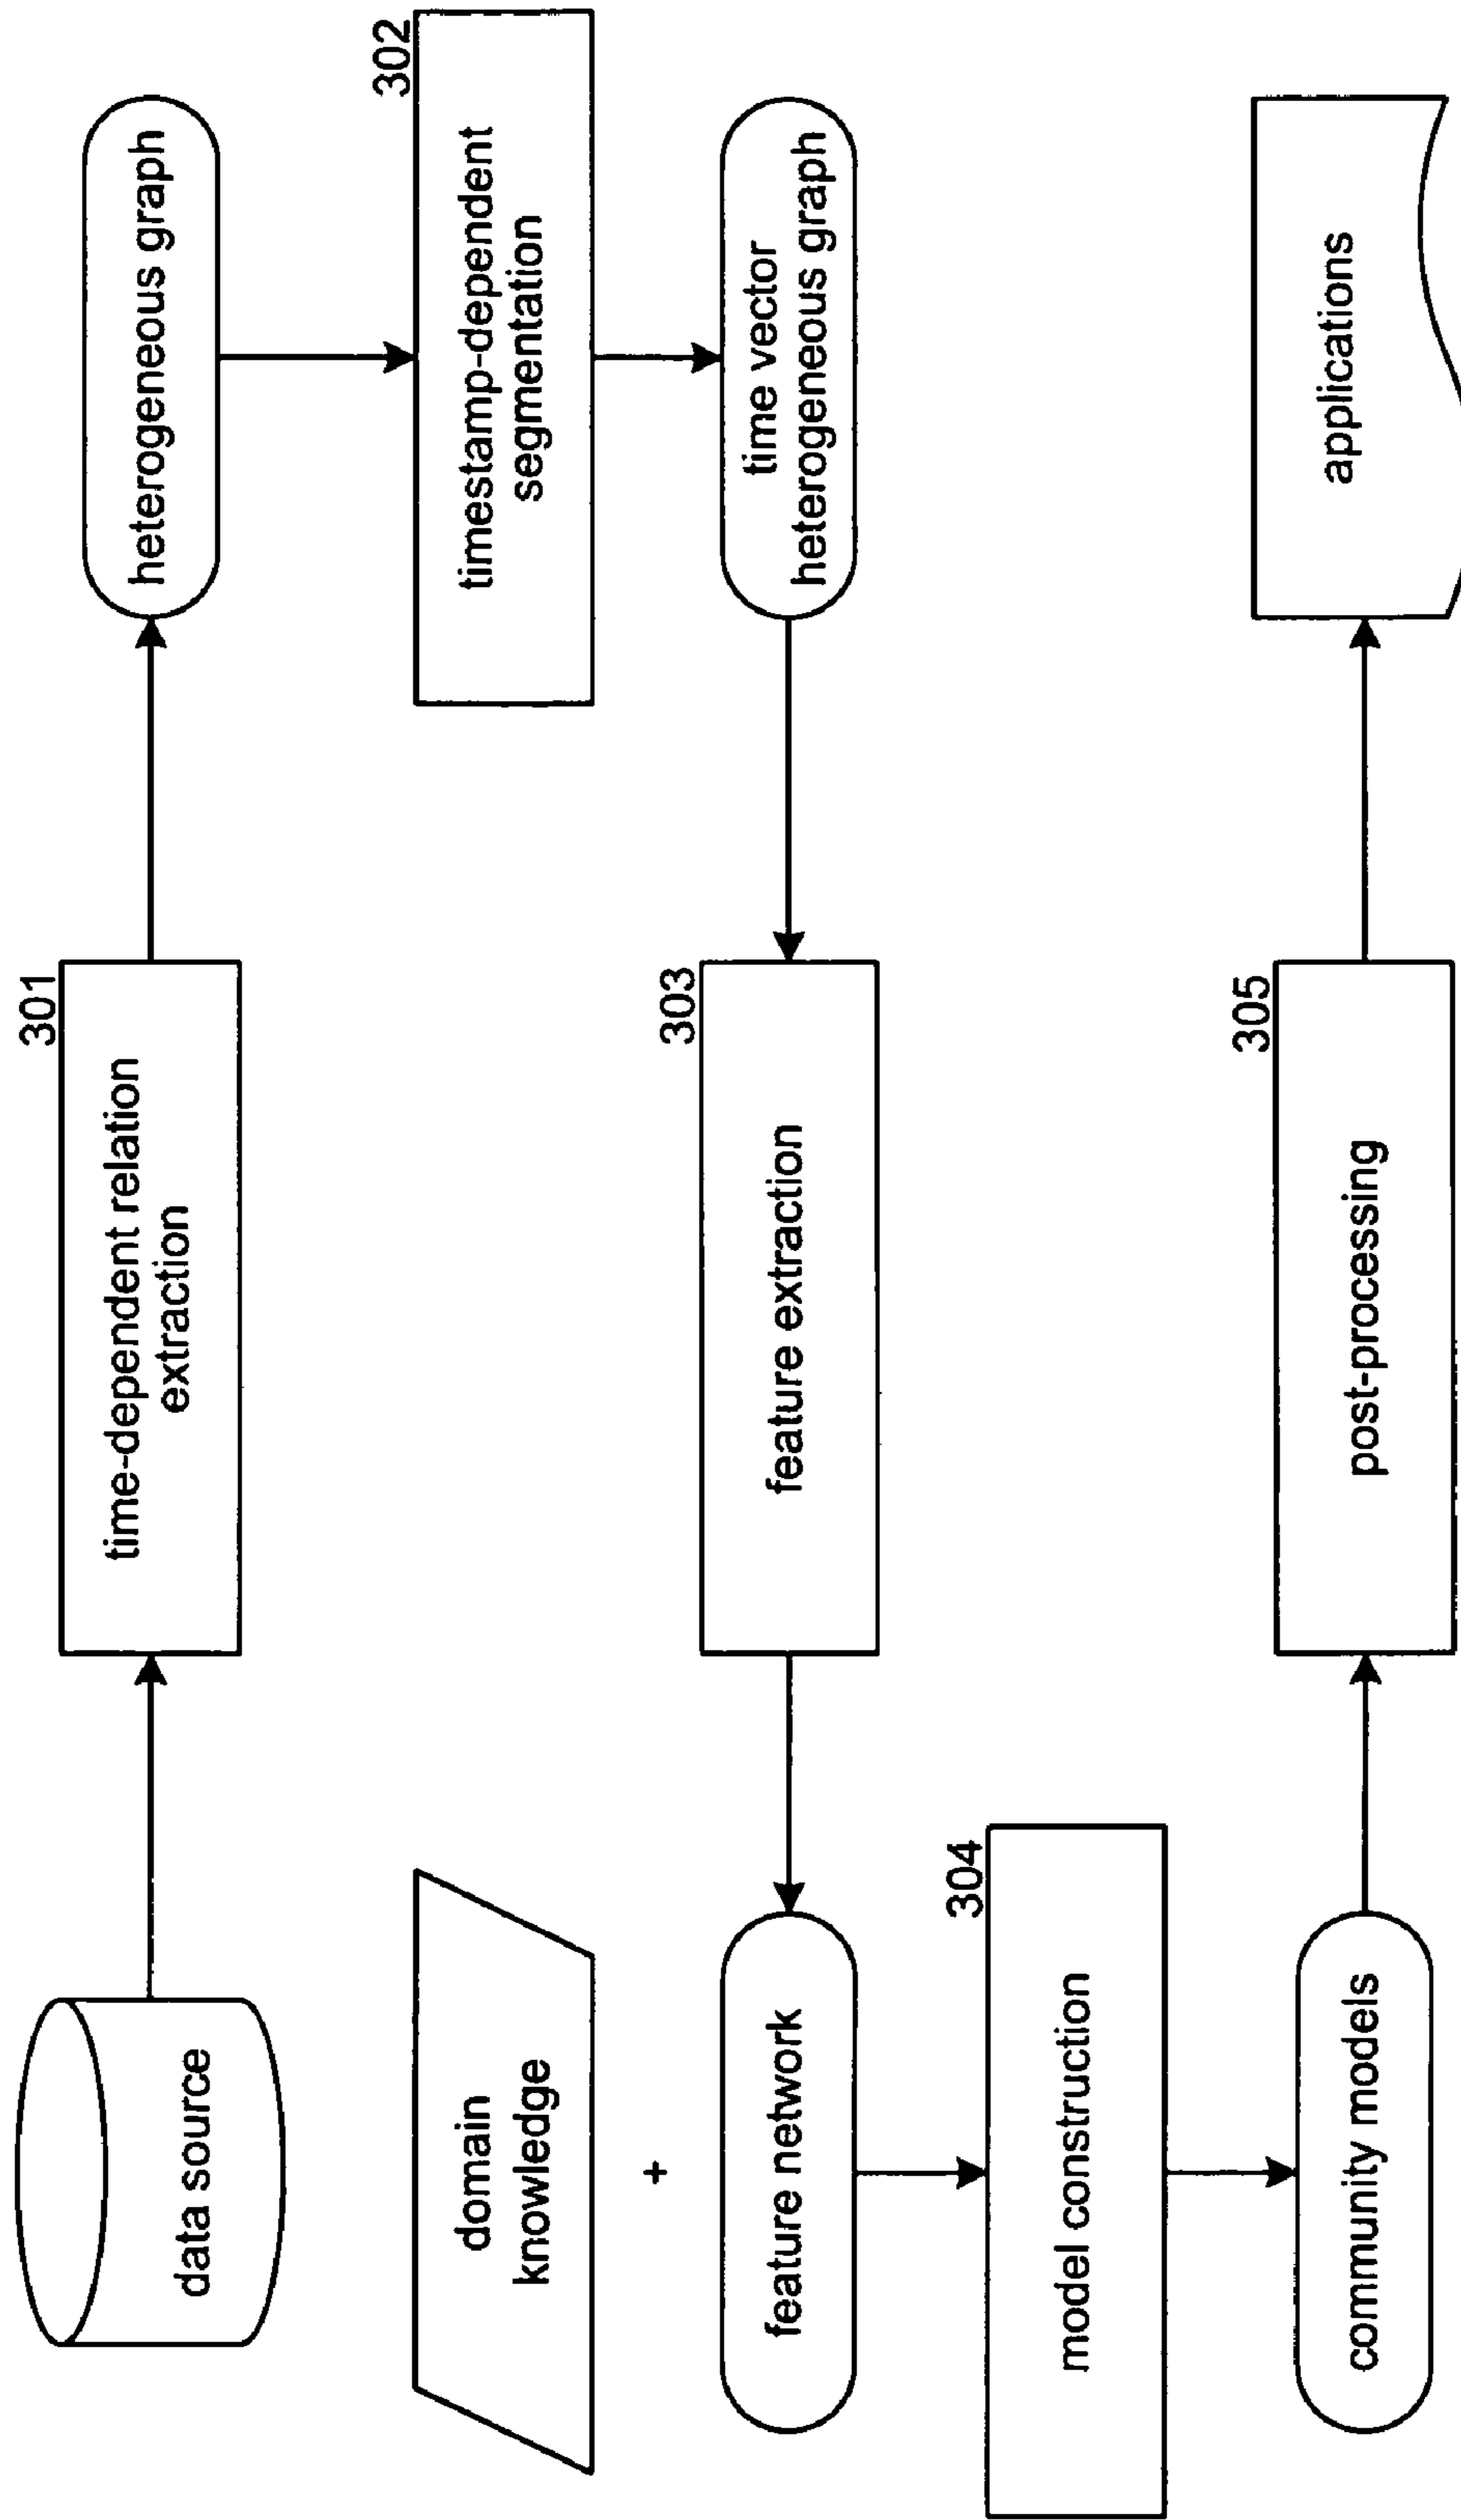 data source
301
time-dependent relation
extraction
heterogeneous graph
302
timestamp-dependent
segmentation
time vector
heterogeneous graph
303
feature extraction
domain
knowledge
+
feature network
304
model construction
community models
305
post-processing
applications